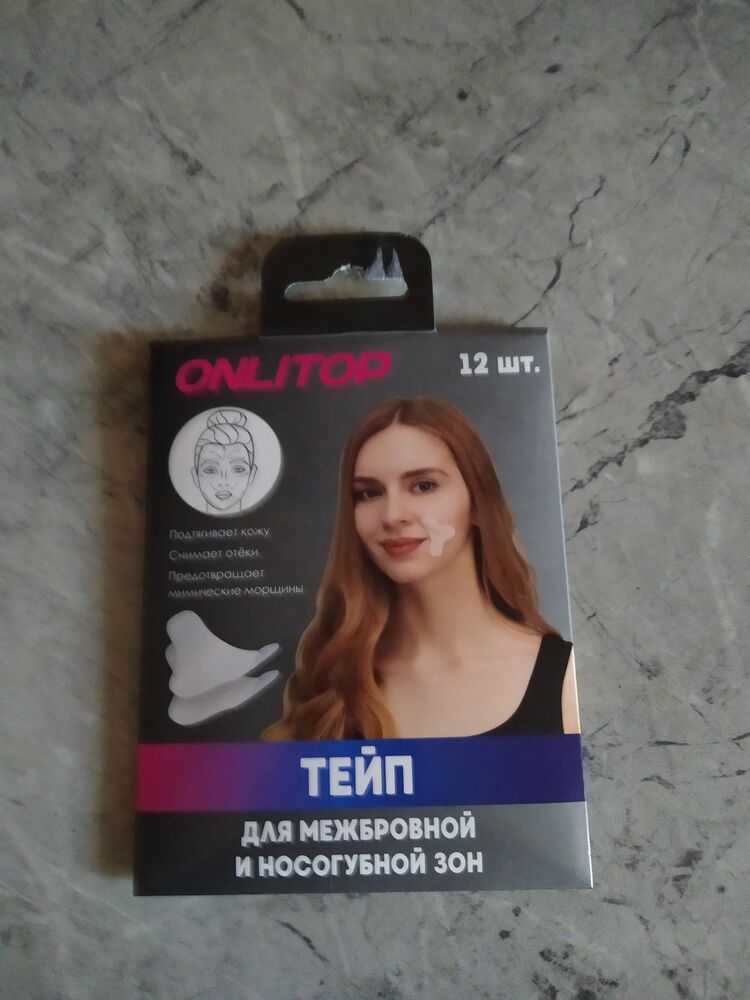 ONLITOP
12 шт.
Подтягивает кожу
Снимает отёки
Предотвращает
мимические морщины
ТЕЙП
ДЛЯ МЕЖБРОВНОЙ
И НОСОГУБНОЙ ЗОН